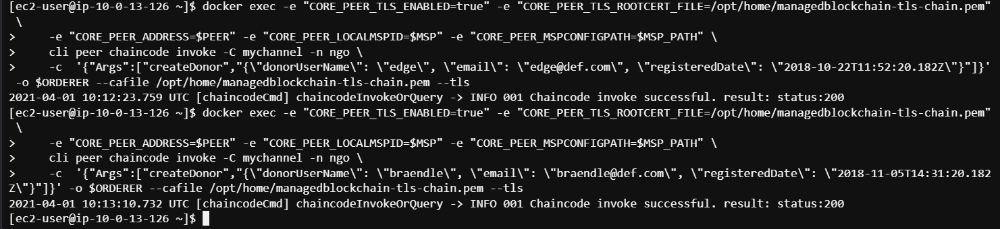 [ec2-user@ip-10-0-13-126 ~]$ docker exec -e "CORE_PEER_TLS_ENABLED=true" -e "CORE_PEER_TLS_ROOTCERT_FILE=/opt/home/managedblockchain-tls-chain.pem"
 \
>     -e "CORE_PEER_ADDRESS=$PEER" -e "CORE_PEER_LOCALMSPID=$MSP" -e "CORE_PEER_MSPCONFIGPATH=$MSP_PATH" \
>     cli peer chaincode invoke -C mychannel -n ngo \
>     -c  '{"Args":["createDonor","{\"donorUserName\": \"edge\", \"email\": \"edge@def.com\", \"registeredDate\": \"2018-10-22T11:52:20.182Z\"}"]}'
 -o $ORDERER --cafile /opt/home/managedblockchain-tls-chain.pem --tls
2021-04-01 10:12:23.759 UTC [chaincodeCmd] chaincodeInvokeOrQuery -> INFO 001 Chaincode invoke successful. result: status:200
[ec2-user@ip-10-0-13-126 ~]$ docker exec -e "CORE_PEER_TLS_ENABLED=true" -e "CORE_PEER_TLS_ROOTCERT_FILE=/opt/home/managedblockchain-tls-chain.pem"
 \
>     -e "CORE_PEER_ADDRESS=$PEER" -e "CORE_PEER_LOCALMSPID=$MSP" -e "CORE_PEER_MSPCONFIGPATH=$MSP_PATH" \
>     cli peer chaincode invoke -C mychannel -n ngo \
>     -c  '{"Args":["createDonor","{\"donorUserName\": \"braendle\", \"email\": \"braendle@def.com\", \"registeredDate\": \"2018-11-05T14:31:20.182
Z\"}"]}' -o $ORDERER --cafile /opt/home/managedblockchain-tls-chain.pem --tls
2021-04-01 10:13:10.732 UTC [chaincodeCmd] chaincodeInvokeOrQuery -> INFO 001 Chaincode invoke successful. result: status:200
[ec2-user@ip-10-0-13-126 ~]$